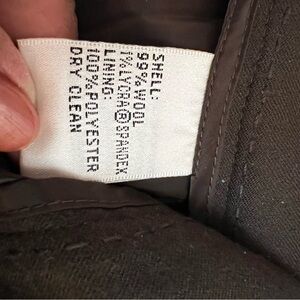 SHELL:
99% WOOL
1% LYCRA® SPANDEX
LINING:
100% POLYESTER
DRY CLEAN